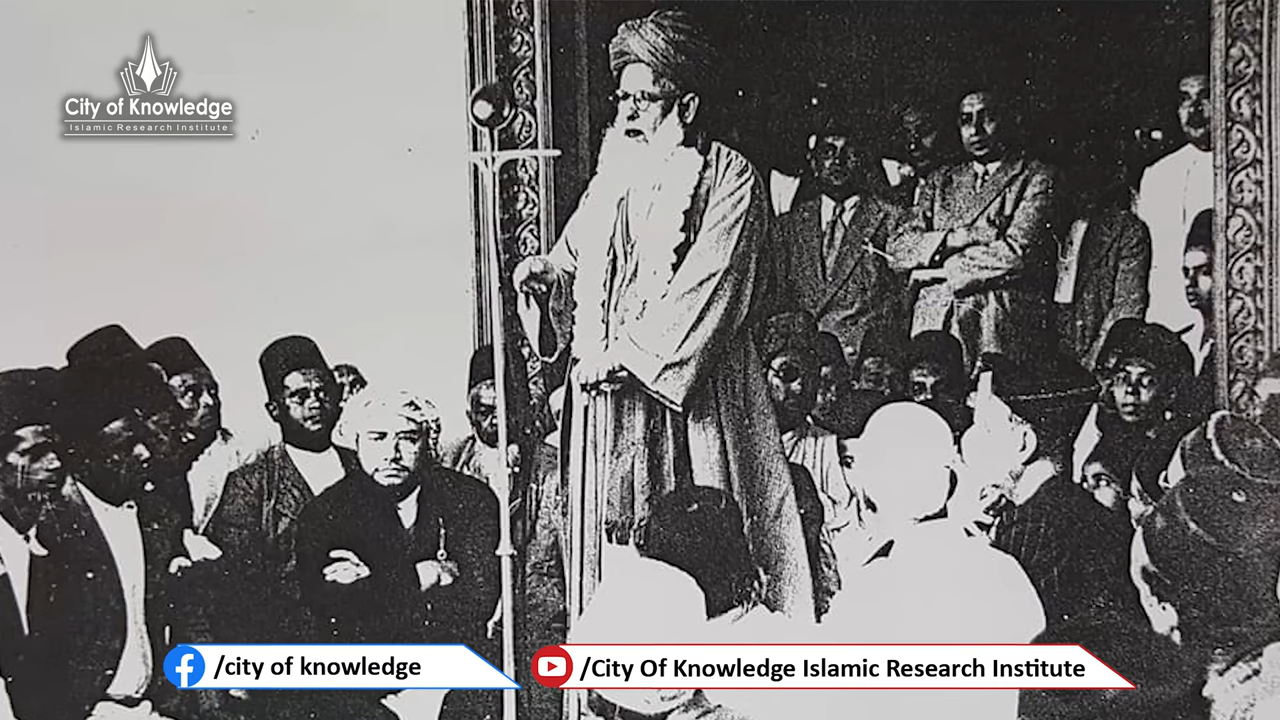 City of Knowledge
Islamic Research Institute
/city of knowledge
/City Of Knowledge Islamic Research Institute